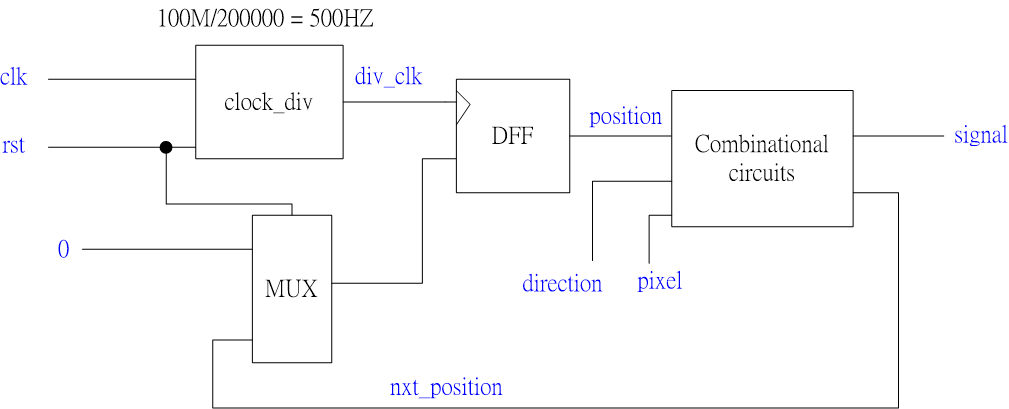 100M/200000 = 500HZ
clk
div_clk
clock_div
position
DFF
rst
Combinational
circuits
signal
0
MUX
direction
pixel
nxt_position